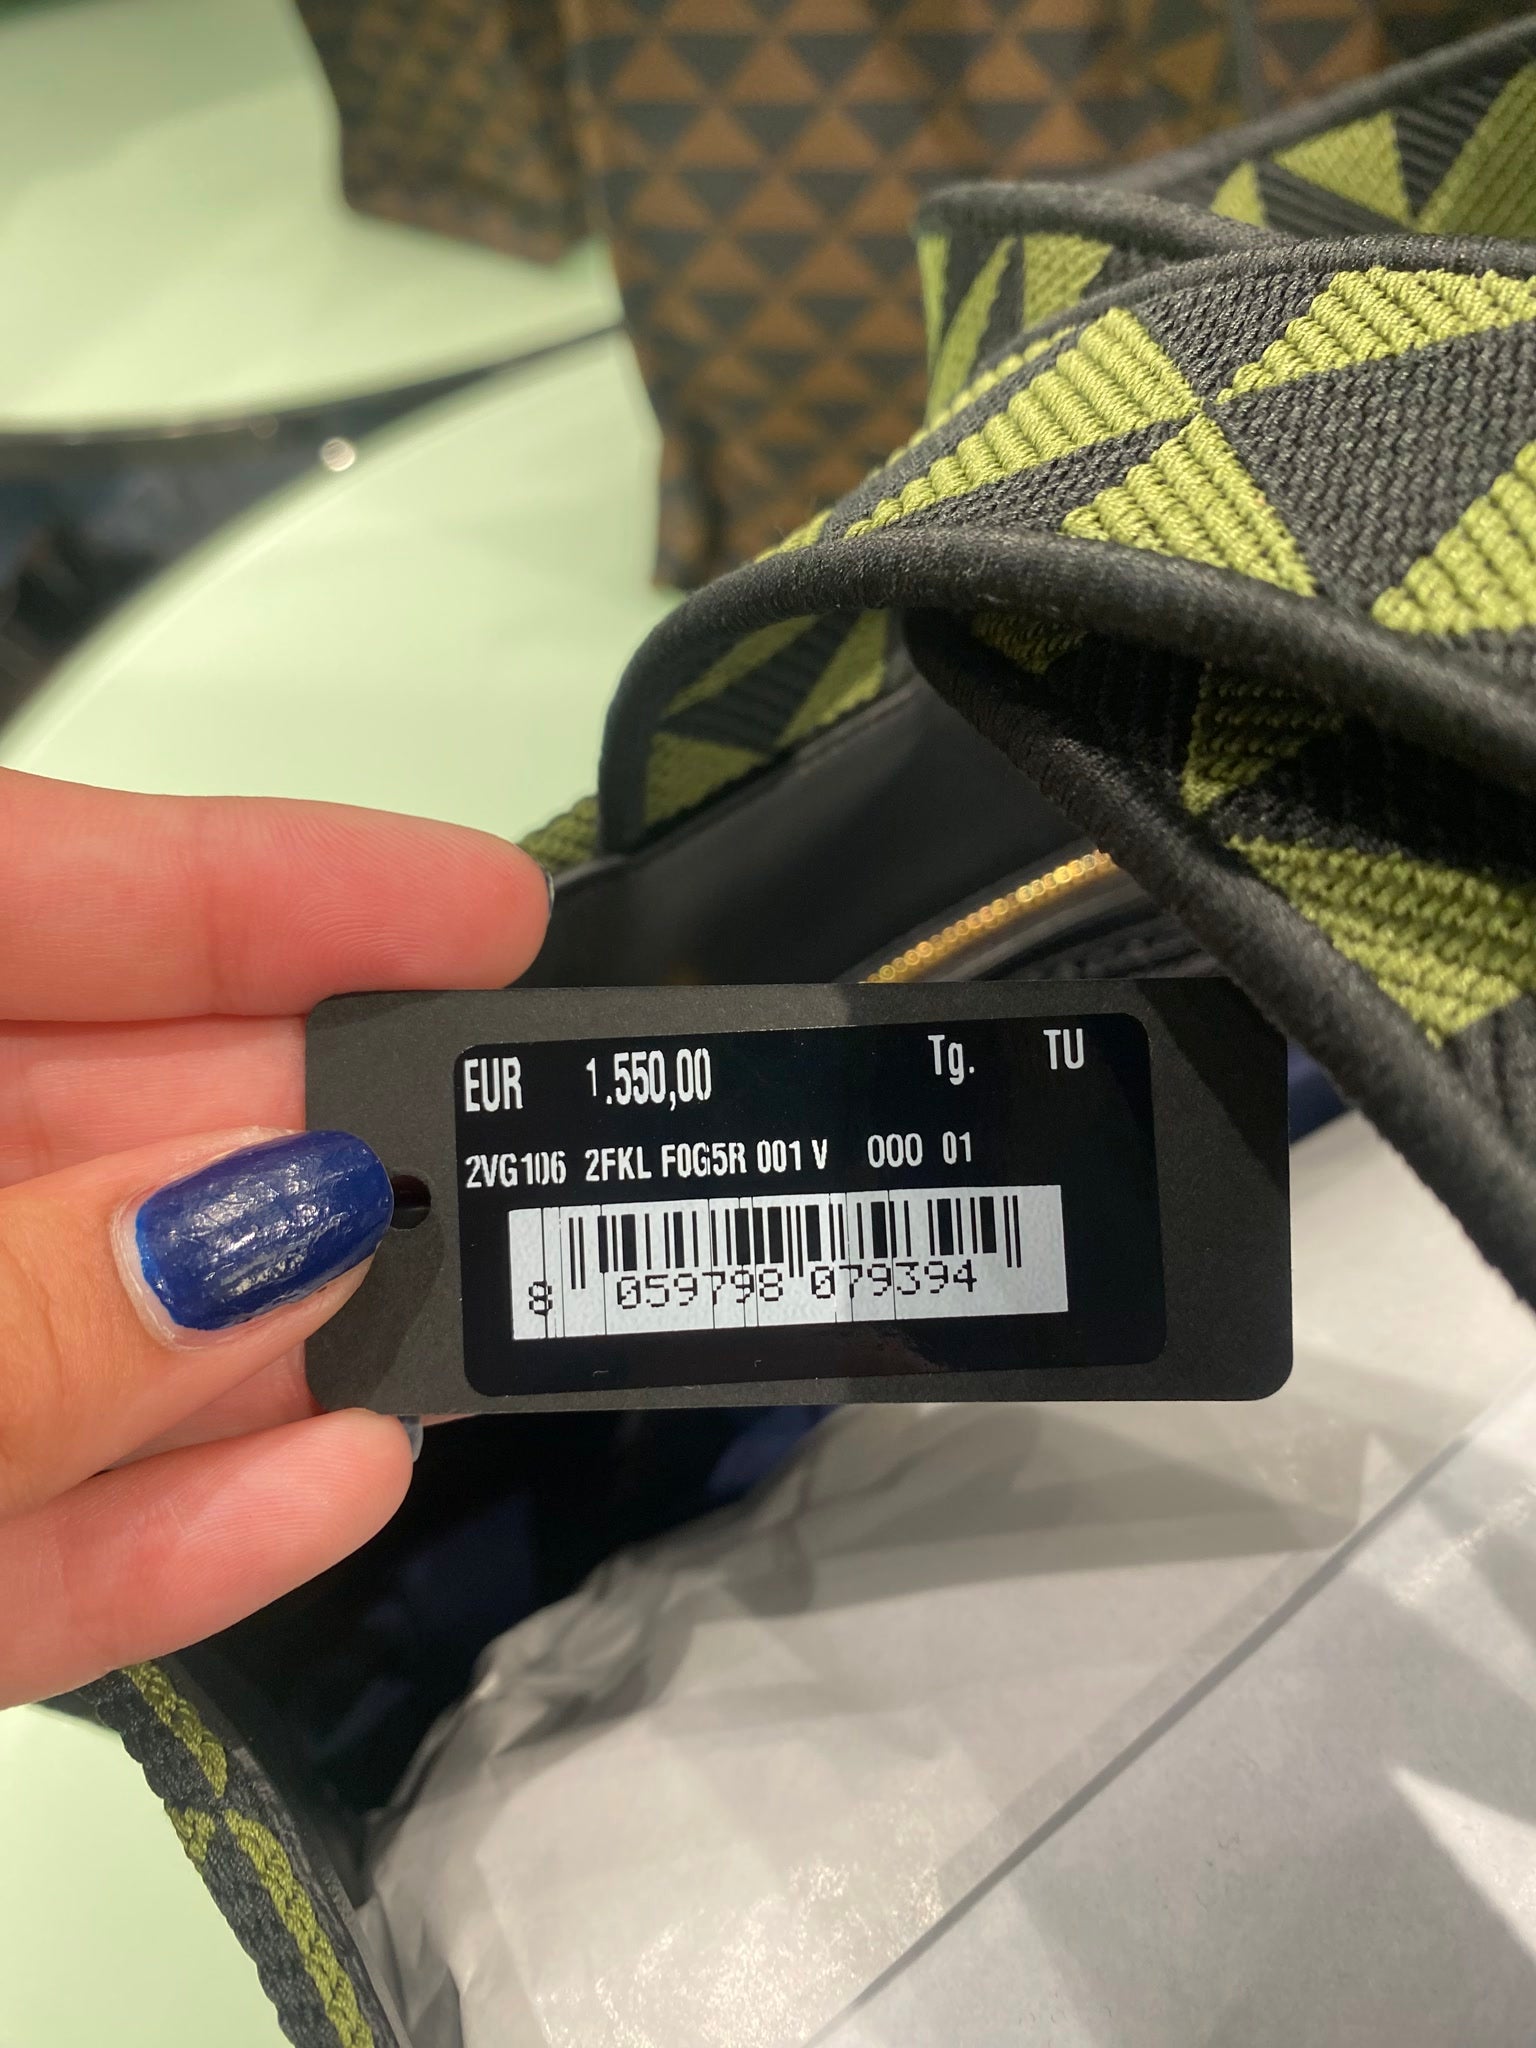 EUR 1.550,00 Tg. TU
2VG106 2FKL F0G5R 001 V 000 01
8 059798 079394